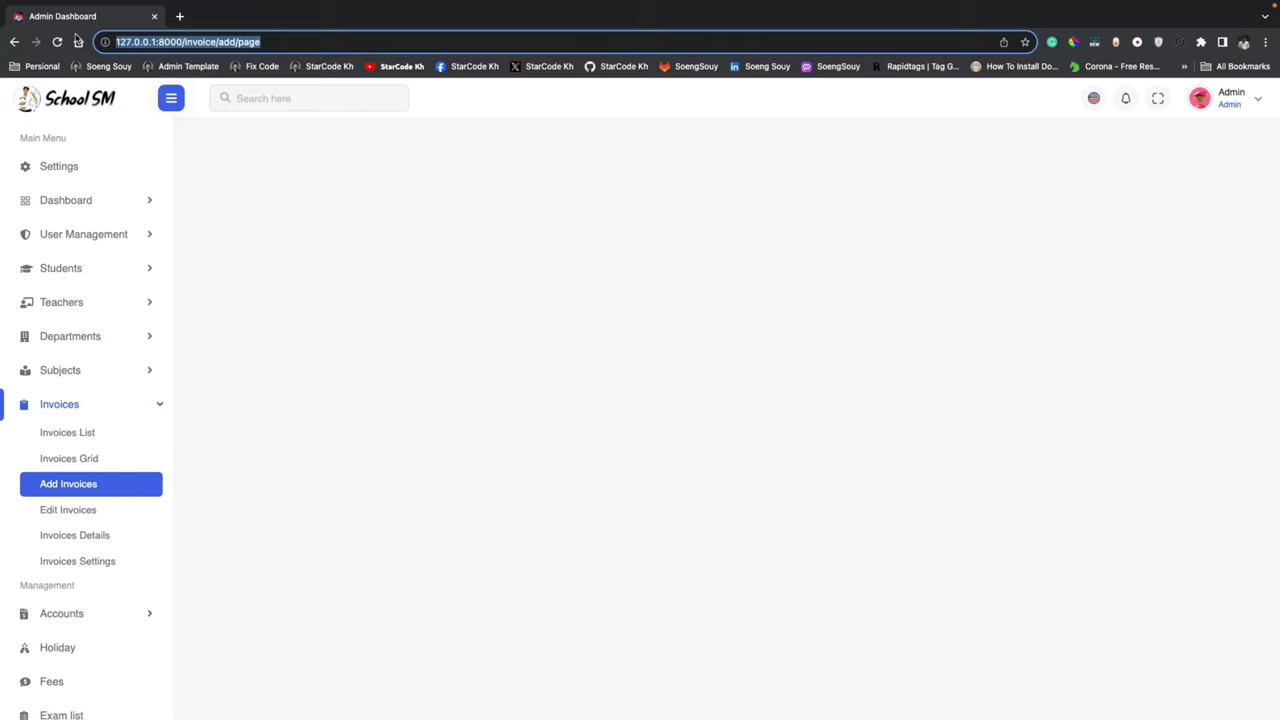 Admin Dashboard
127.0.0.1:8000/invoice/add/page
Personal
Soeng Souy
Admin Template
Fix Code
StarCode Kh
StarCode Kh
StarCode Kh
StarCode Kh
StarCode Kh
SoengSouy
Soeng Souy
SoengSouy
Rapidtags | Tag G...
How To Install Do...
Corona - Free Res...
»
All Bookmarks
School SM
Search here
Admin
Admin
Main Menu
Settings
Dashboard
User Management
Students
Teachers
Departments
Subjects
Invoices
Invoices List
Invoices Grid
Add Invoices
Edit Invoices
Invoices Details
Invoices Settings
Management
Accounts
Holiday
Fees
Exam list